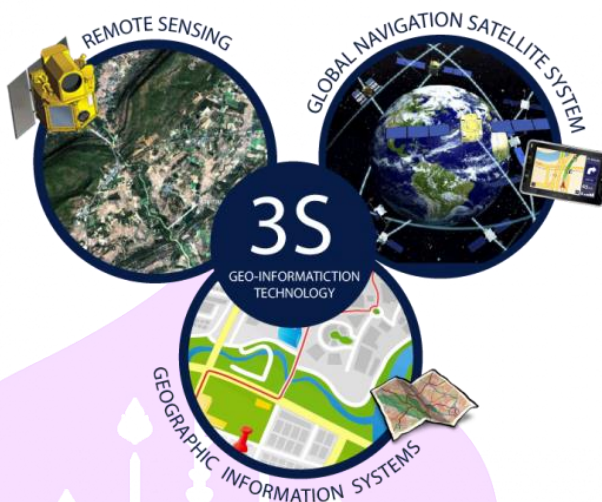 REMOTE SENSING
GLOBAL NAVIGATION SATELLITE SYSTEM
3S
GEO-INFORMATICTION
TECHNOLOGY
GEOGRAPHIC INFORMATION SYSTEMS